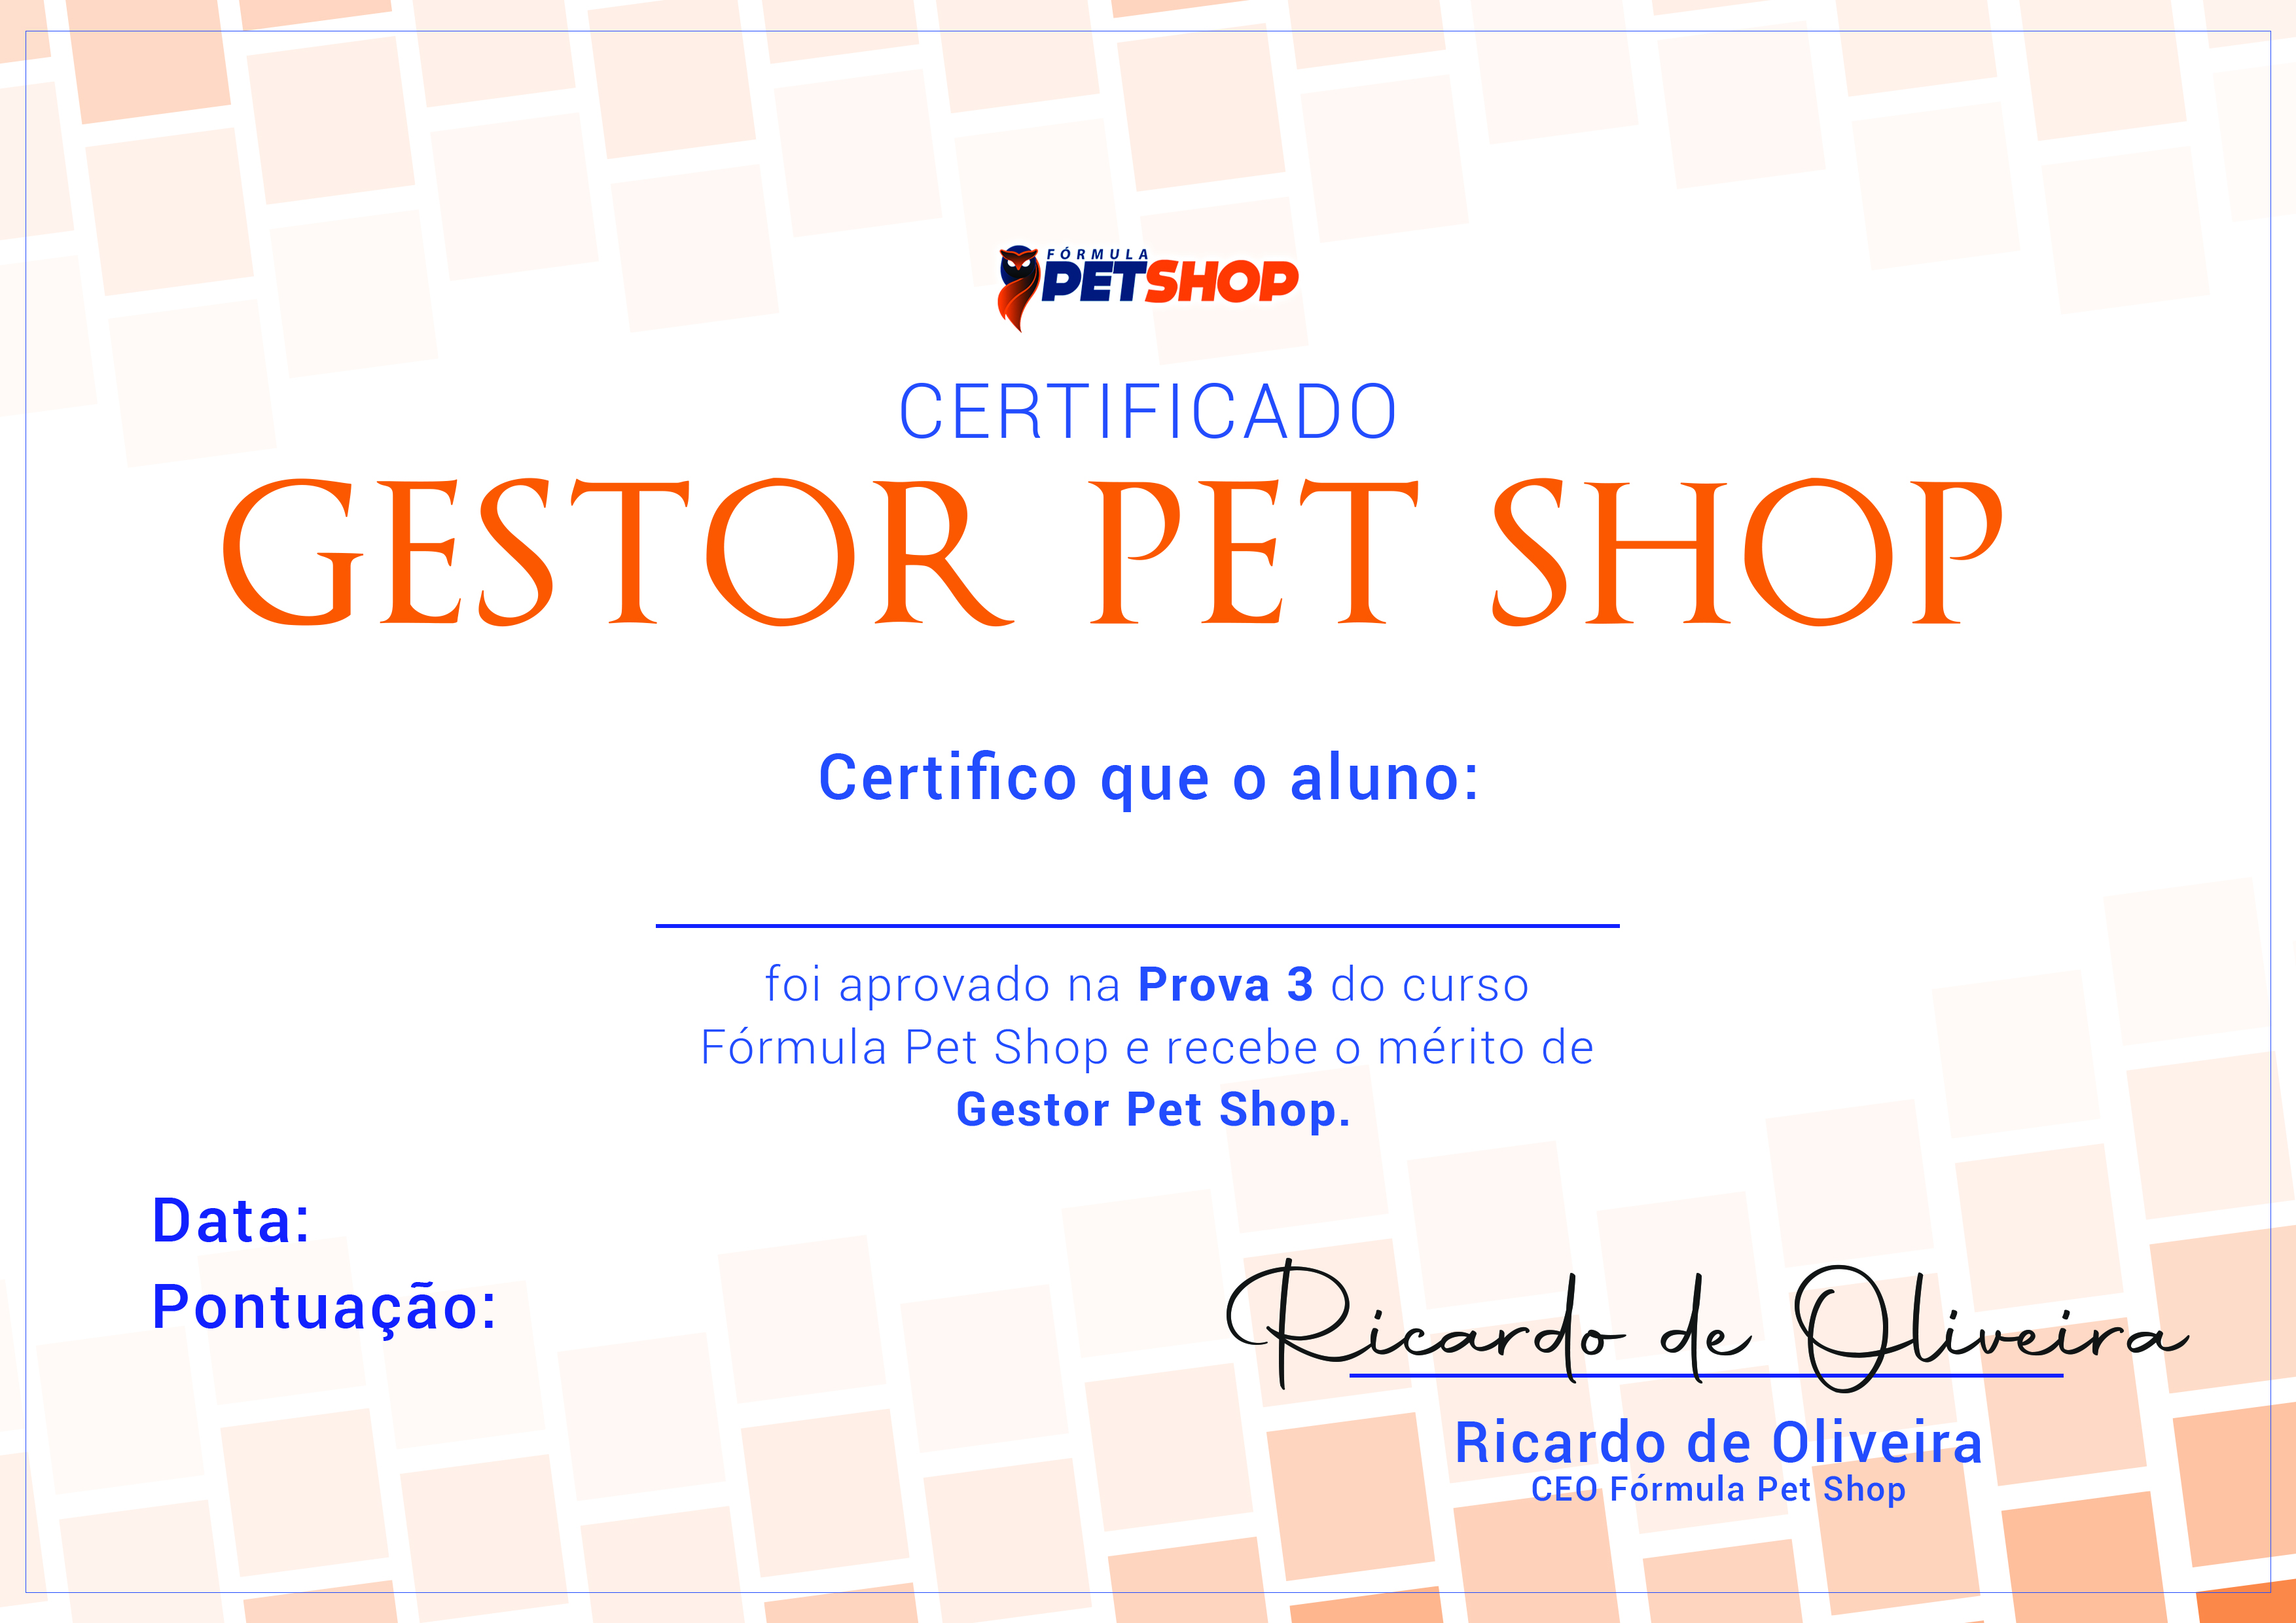 FÓRMULA
PETSHOP
CERTIFICADO
GESTOR PET SHOP
Certifico que o aluno:
foi aprovado na Prova 3 do curso
Fórmula Pet Shop e recebe o mérito de
Gestor Pet Shop.
Data:
Pontuação:
Ricardo de Oliveira
Ricardo de Oliveira
CEO Fórmula Pet Shop